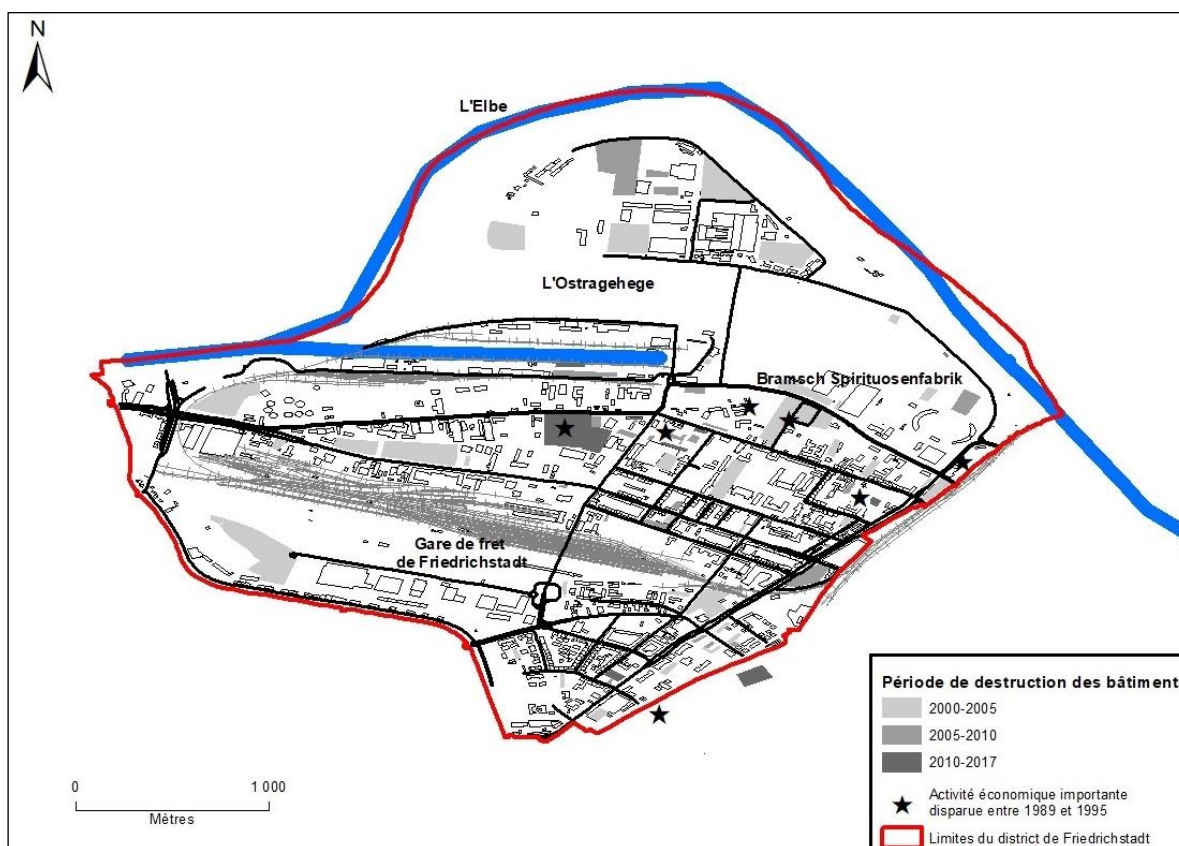 N
L'Elbe
L'Ostragehege
Bramsch Spirituosenfabrik
Gare de fret
de Friedrichstadt
Période de destruction des bâtiment
2000-2005
2005-2010
2010-2017
Activité économique importante
disparue entre 1989 et 1995
Limites du district de Friedrichstadt
0
1 000
Mètres